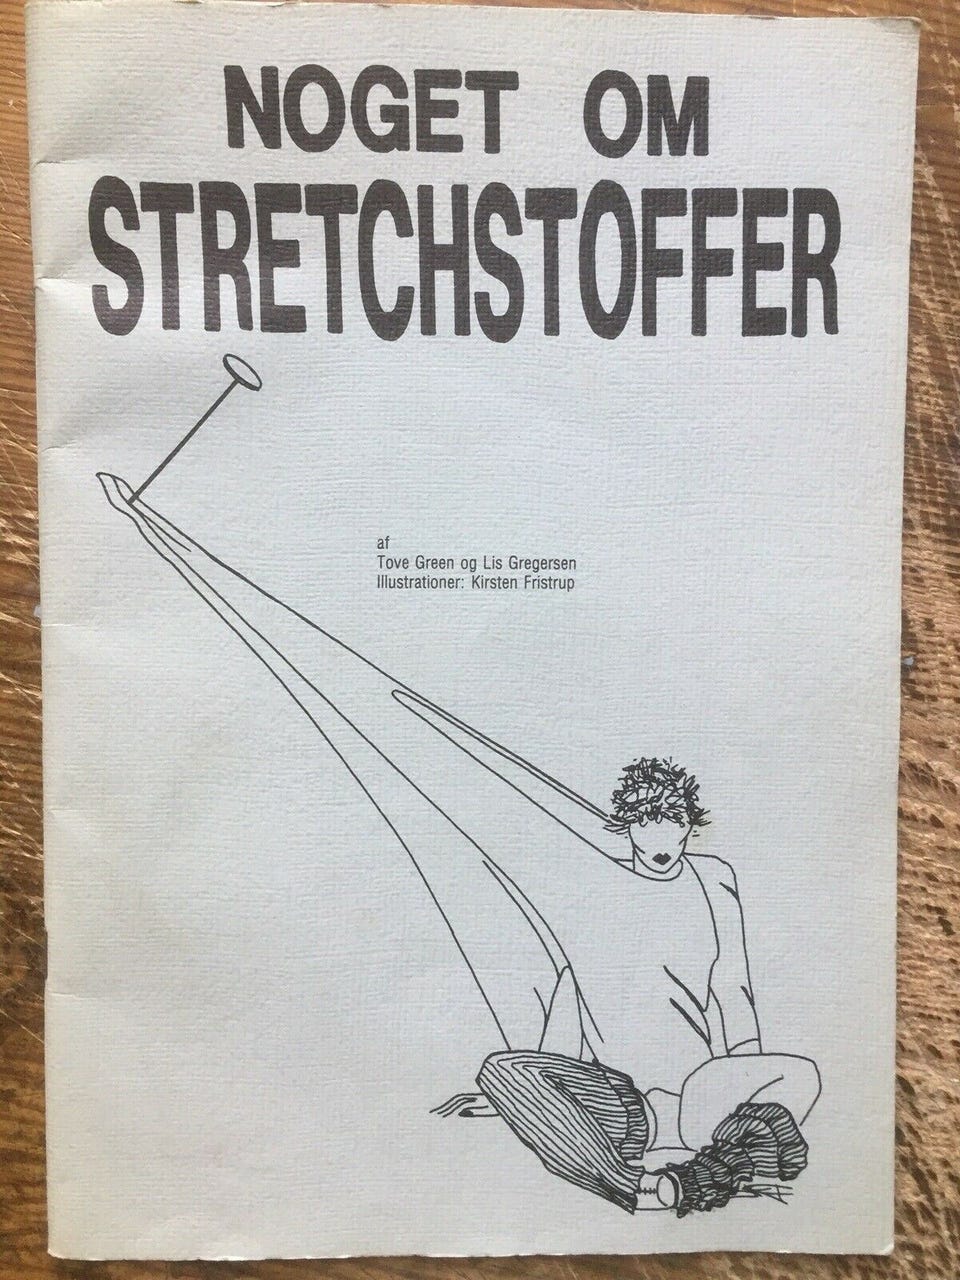 NOGET OM
STRETCHSTOFFER
af
Tove Green og Lis Gregersen
Illustrationer: Kirsten Fristrup